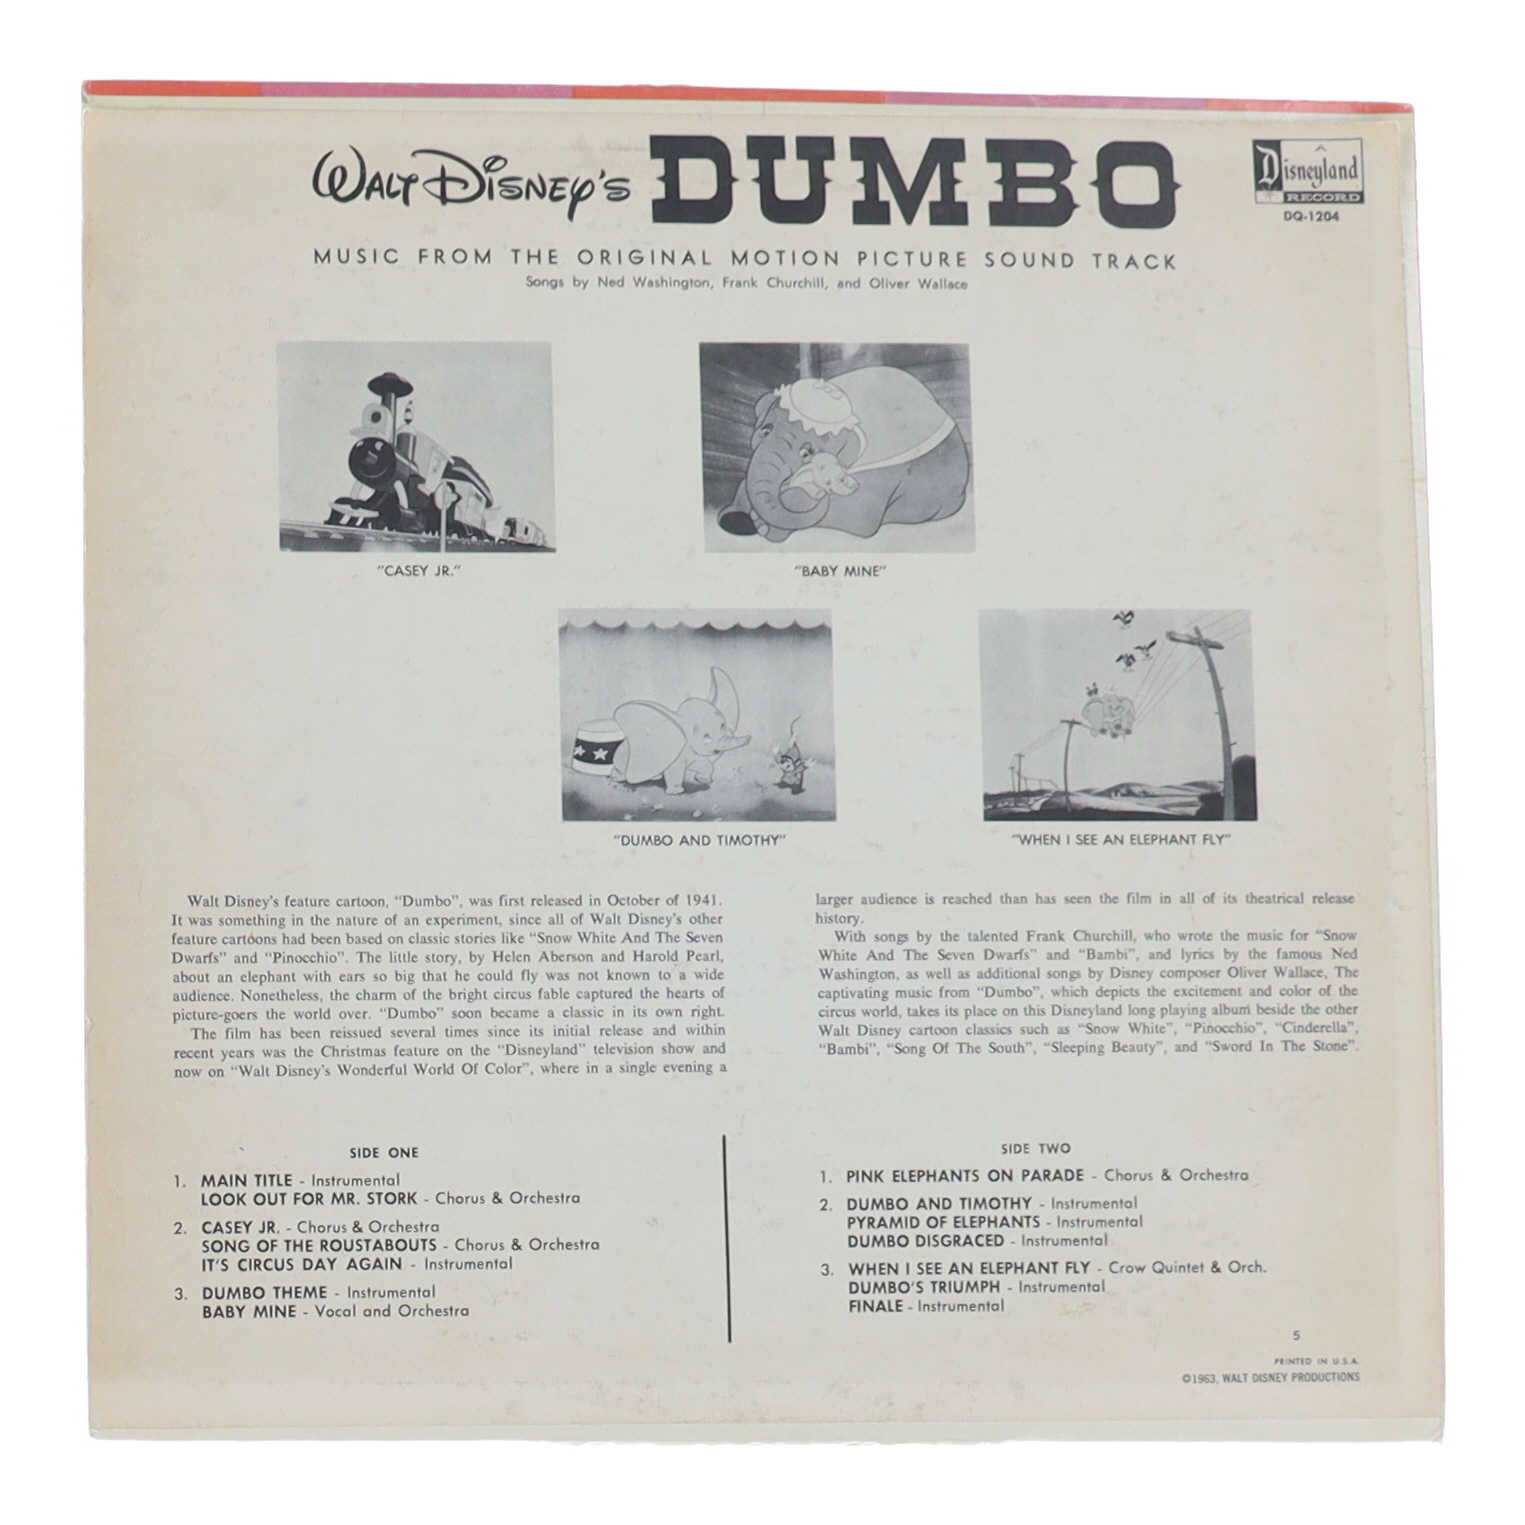 Walt Disney's DUMBO
Disneyland
RECORD
DQ-1204
MUSIC FROM THE ORIGINAL MOTION PICTURE SOUND TRACK
Songs by Ned Washington, Frank Churchill, and Oliver Wallace
"CASEY JR."
"BABY MINE"
"DUMBO AND TIMOTHY"
"WHEN I SEE AN ELEPHANT FLY"
Walt Disney's feature cartoon, "Dumbo", was first released in October of 1941.
It was something in the nature of an experiment, since all of Walt Disney's other
feature cartoons had been based on classic stories like "Snow White And The Seven
Dwarfs" and "Pinocchio". The little story, by Helen Aberson and Harold Pearl,
about an elephant with ears so big that he could fly was not known to a wide
audience. Nonetheless, the charm of the bright circus fable captured the hearts of
picture-goers the world over. "Dumbo" soon became a classic in its own right.
The film has been reissued several times since its initial release and within
recent years was the Christmas feature on the "Disneyland" television show and
now on "Walt Disney's Wonderful World Of Color", where in a single evening a
larger audience is reached than has seen the film in all of its theatrical release
history.
With songs by the talented Frank Churchill, who wrote the music for "Snow
White And The Seven Dwarfs" and "Bambi", and lyrics by the famous Ned
Washington, as well as additional songs by Disney composer Oliver Wallace, The
captivating music from "Dumbo", which depicts the excitement and color of the
circus world, takes its place on this Disneyland long playing album beside the other
Walt Disney cartoon classics such as "Snow White", "Pinocchio", "Cinderella",
"Bambi", "Song Of The South", "Sleeping Beauty", and "Sword In The Stone".
SIDE ONE
1. MAIN TITLE - Instrumental
LOOK OUT FOR MR. STORK - Chorus & Orchestra
2. CASEY JR. - Chorus & Orchestra
SONG OF THE ROUSTABOUTS - Chorus & Orchestra
IT'S CIRCUS DAY AGAIN - Instrumental
3. DUMBO THEME - Instrumental
BABY MINE - Vocal and Orchestra
SIDE TWO
1. PINK ELEPHANTS ON PARADE - Chorus & Orchestra
2. DUMBO AND TIMOTHY - Instrumental
PYRAMID OF ELEPHANTS - Instrumental
DUMBO DISGRACED - Instrumental
3. WHEN I SEE AN ELEPHANT FLY - Crow Quintet & Orch.
DUMBO'S TRIUMPH - Instrumental
FINALE - Instrumental
5
PRINTED IN U.S.A.
©1963, WALT DISNEY PRODUCTIONS